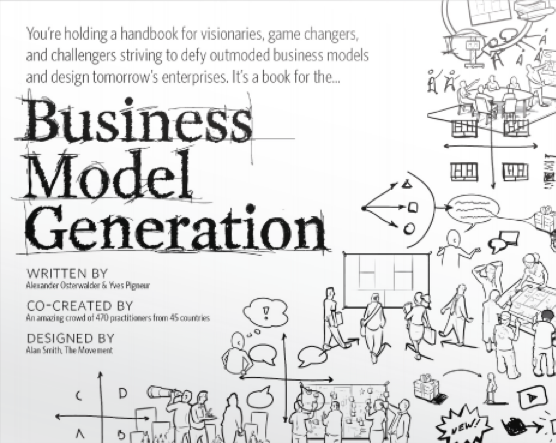 You're holding a handbook for visionaries, game changers,
and challengers striving to defy outmoded business models
and design tomorrow's enterprises. It's a book for the...
Business
Model
Generation
WRITTEN BY
Alexander Osterwalder & Yves Pigneur
CO-CREATED BY
An amazing crowd of 470 practitioners from 45 countries
DESIGNED BY
Alan Smith, The Movement
C D
A B
NEW!